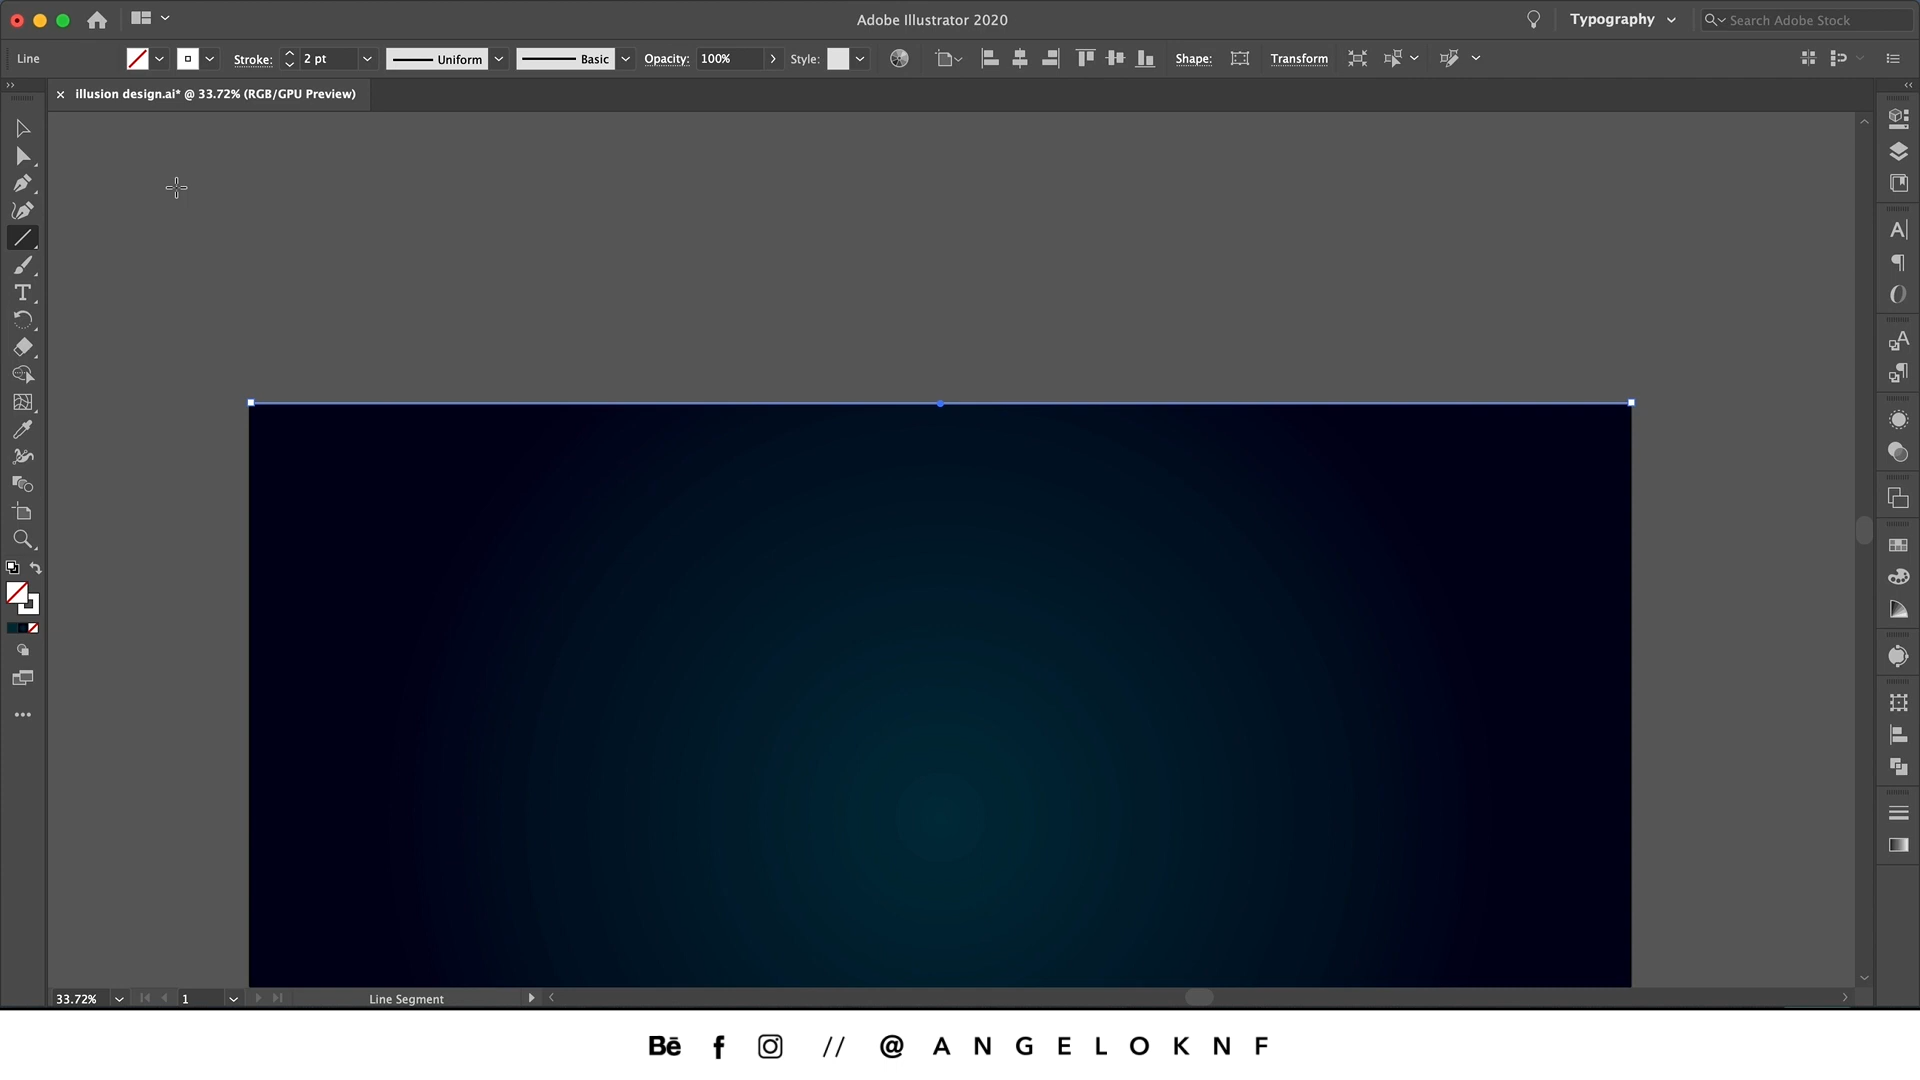 Adobe Illustrator 2020
Typography
Search Adobe Stock
Line
Stroke: 2 pt
Uniform
Basic
Opacity: 100%
Style:
Shape:
Transform
illusion design.ai* @ 33.72% (RGB/GPU Preview)
33.72%
1
Line Segment
Bē f // @ANGELOKNF